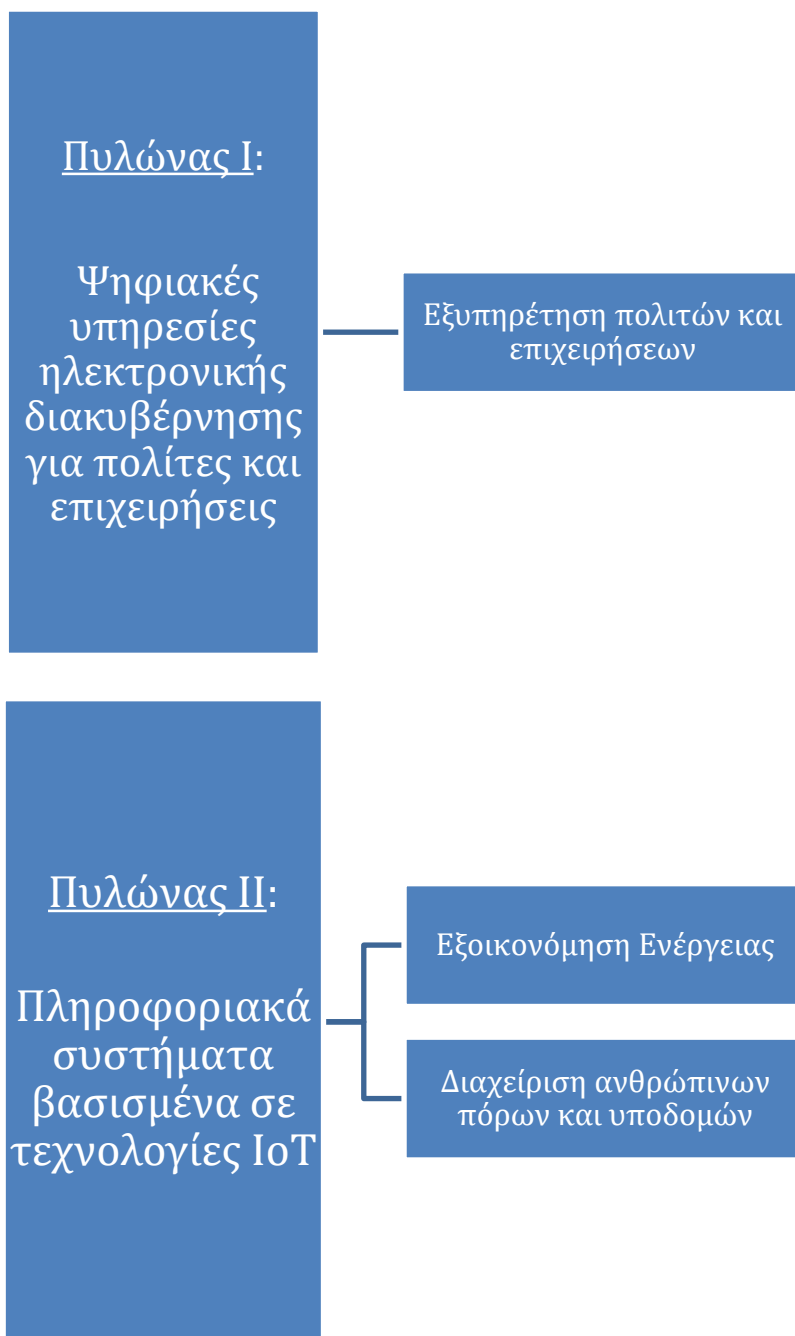 Πυλώνας Ι:
Ψηφιακές
υπηρεσίες
ηλεκτρονικής
διακυβέρνησης
για πολίτες και
επιχειρήσεις
Εξυπηρέτηση πολιτών και
επιχειρήσεων
Πυλώνας ΙΙ:
Πληροφοριακά
συστήματα
βασισμένα σε
τεχνολογίες IoT
Εξοικονόμηση Ενέργειας
Διαχείριση ανθρώπινων
πόρων και υποδομών